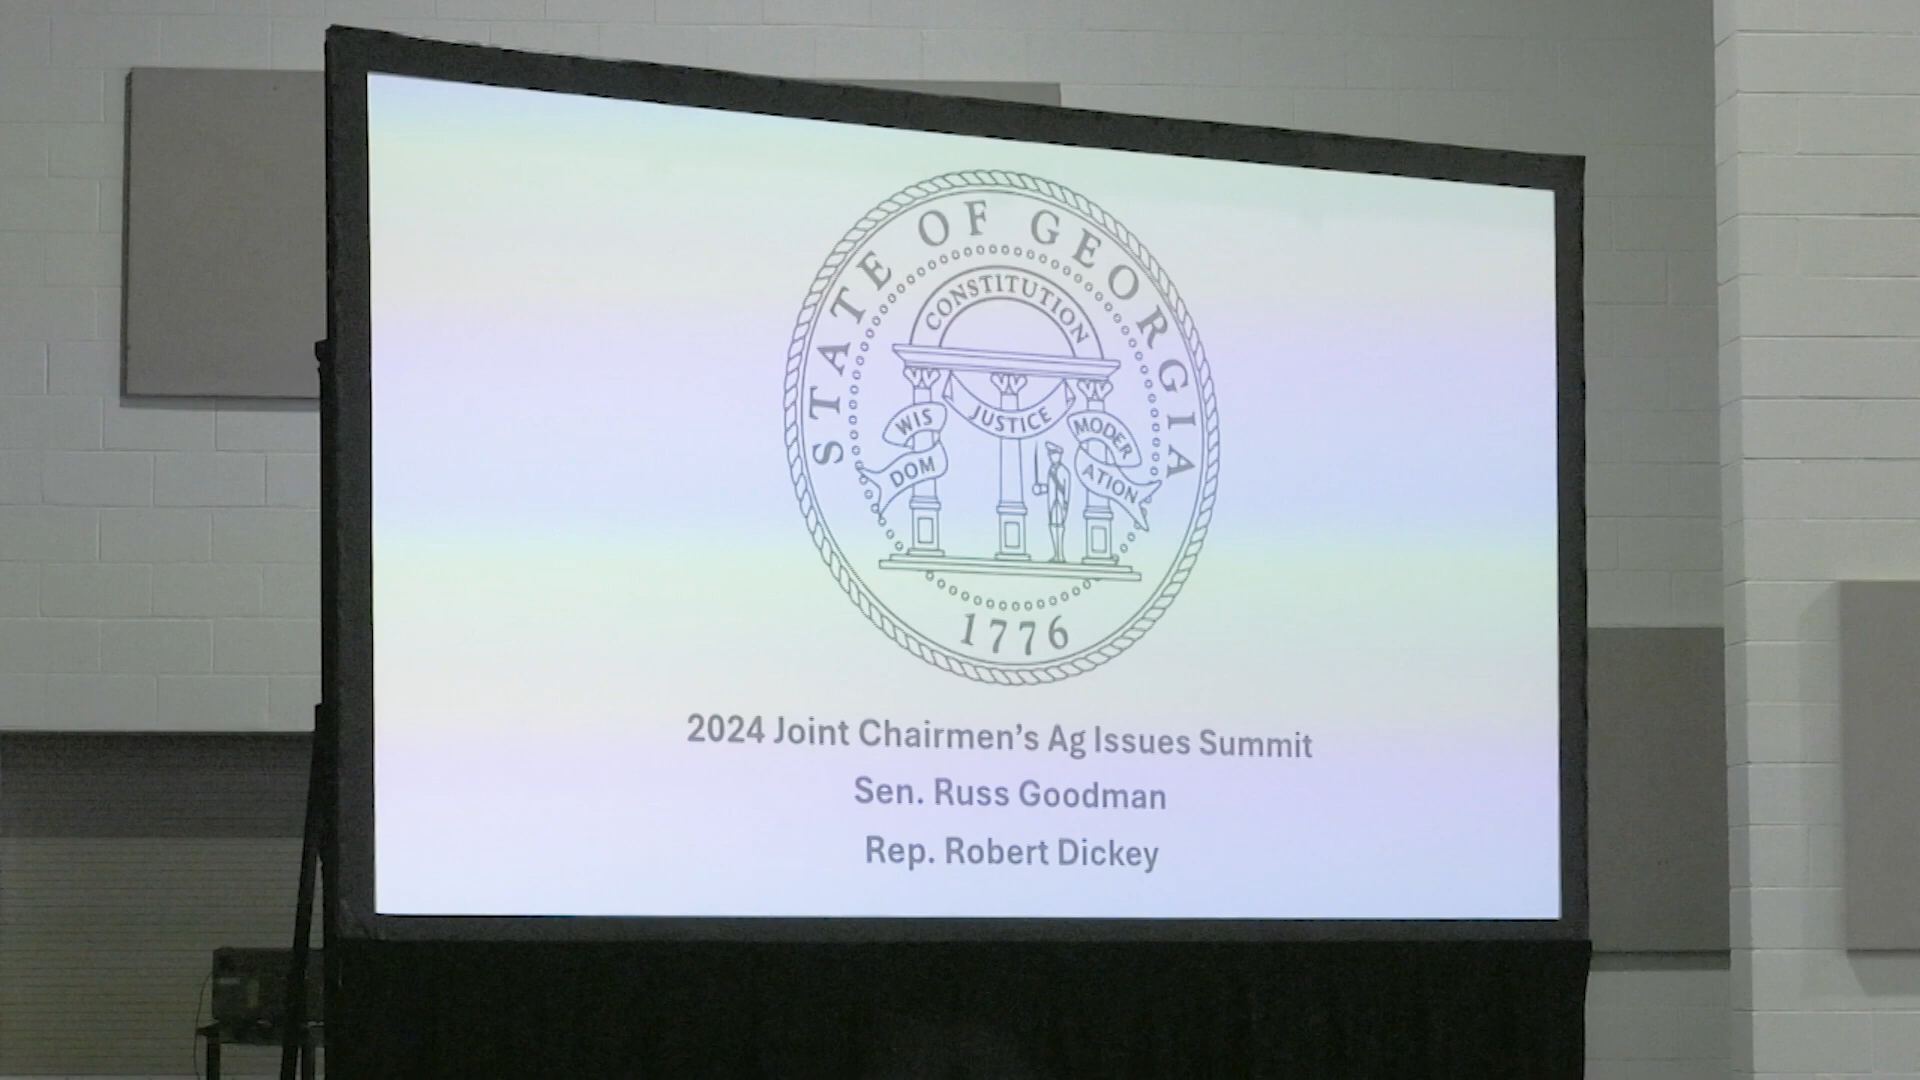 STATE OF GEORGIA
CONSTITUTION
WIS
DOM
JUSTICE
MODER
ATION
1776
2024 Joint Chairmen’s Ag Issues Summit
Sen. Russ Goodman
Rep. Robert Dickey